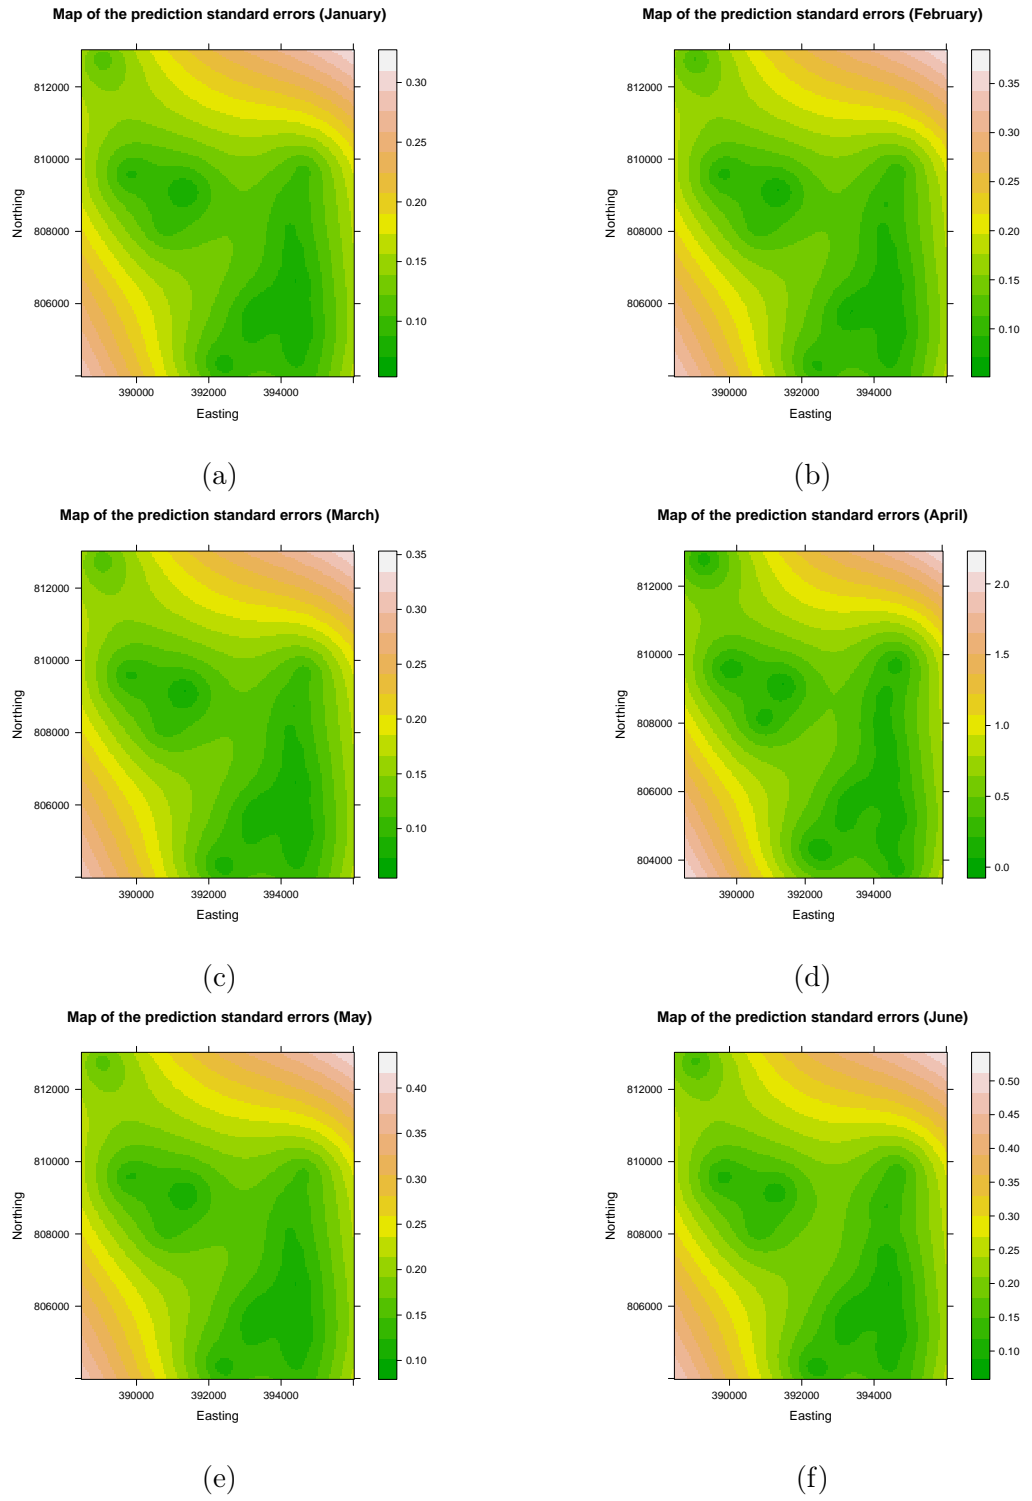 Map of the prediction standard errors (January)
812000
810000
808000
806000
Northing
390000 392000 394000
Easting
0.30
0.25
0.20
0.15
0.10
(a)
Map of the prediction standard errors (February)
812000
810000
808000
806000
Northing
390000 392000 394000
Easting
0.35
0.30
0.25
0.20
0.15
0.10
(b)
Map of the prediction standard errors (March)
812000
810000
808000
806000
Northing
390000 392000 394000
Easting
0.35
0.30
0.25
0.20
0.15
0.10
(c)
Map of the prediction standard errors (April)
812000
810000
808000
806000
804000
Northing
390000 392000 394000
Easting
2.0
1.5
1.0
0.5
0.0
(d)
Map of the prediction standard errors (May)
812000
810000
808000
806000
Northing
390000 392000 394000
Easting
0.40
0.35
0.30
0.25
0.20
0.15
0.10
(e)
Map of the prediction standard errors (June)
812000
810000
808000
806000
Northing
390000 392000 394000
Easting
0.50
0.45
0.40
0.35
0.30
0.25
0.20
0.15
0.10
(f)